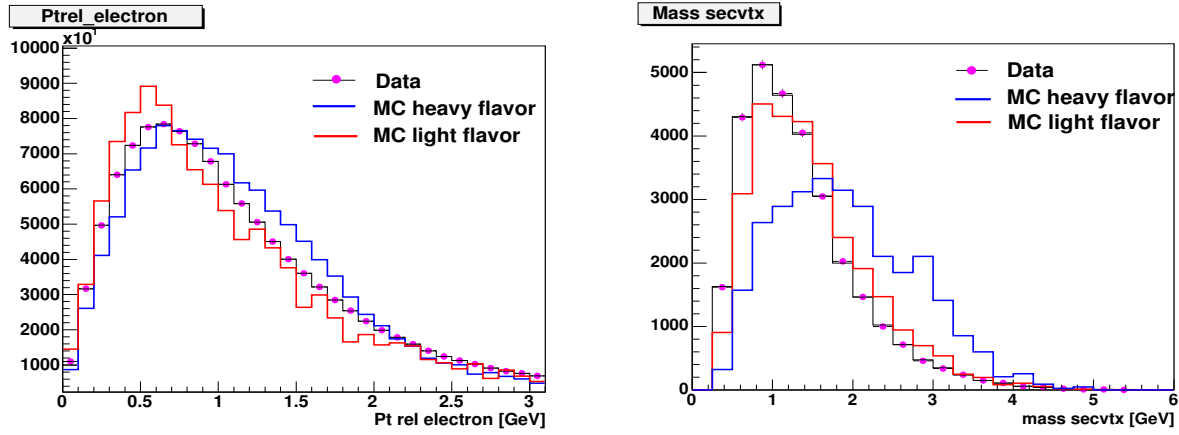 Ptrel_electron
×10¹
10000
9000
8000
7000
6000
5000
4000
3000
2000
1000
0 0.5 1 1.5 2 2.5 3
Pt rel electron [GeV]
Data
MC heavy flavor
MC light flavor
Mass secvtx
5000
4000
3000
2000
1000
0
0 1 2 3 4 5 6
mass secvtx [GeV]
Data
MC heavy flavor
MC light flavor